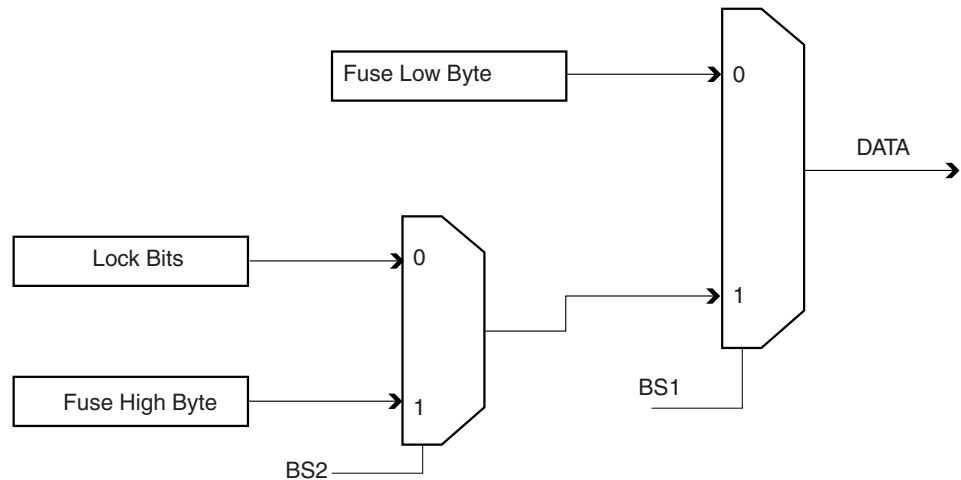 Fuse Low Byte
0
DATA
Lock Bits
0
1
BS1
Fuse High Byte
1
BS2